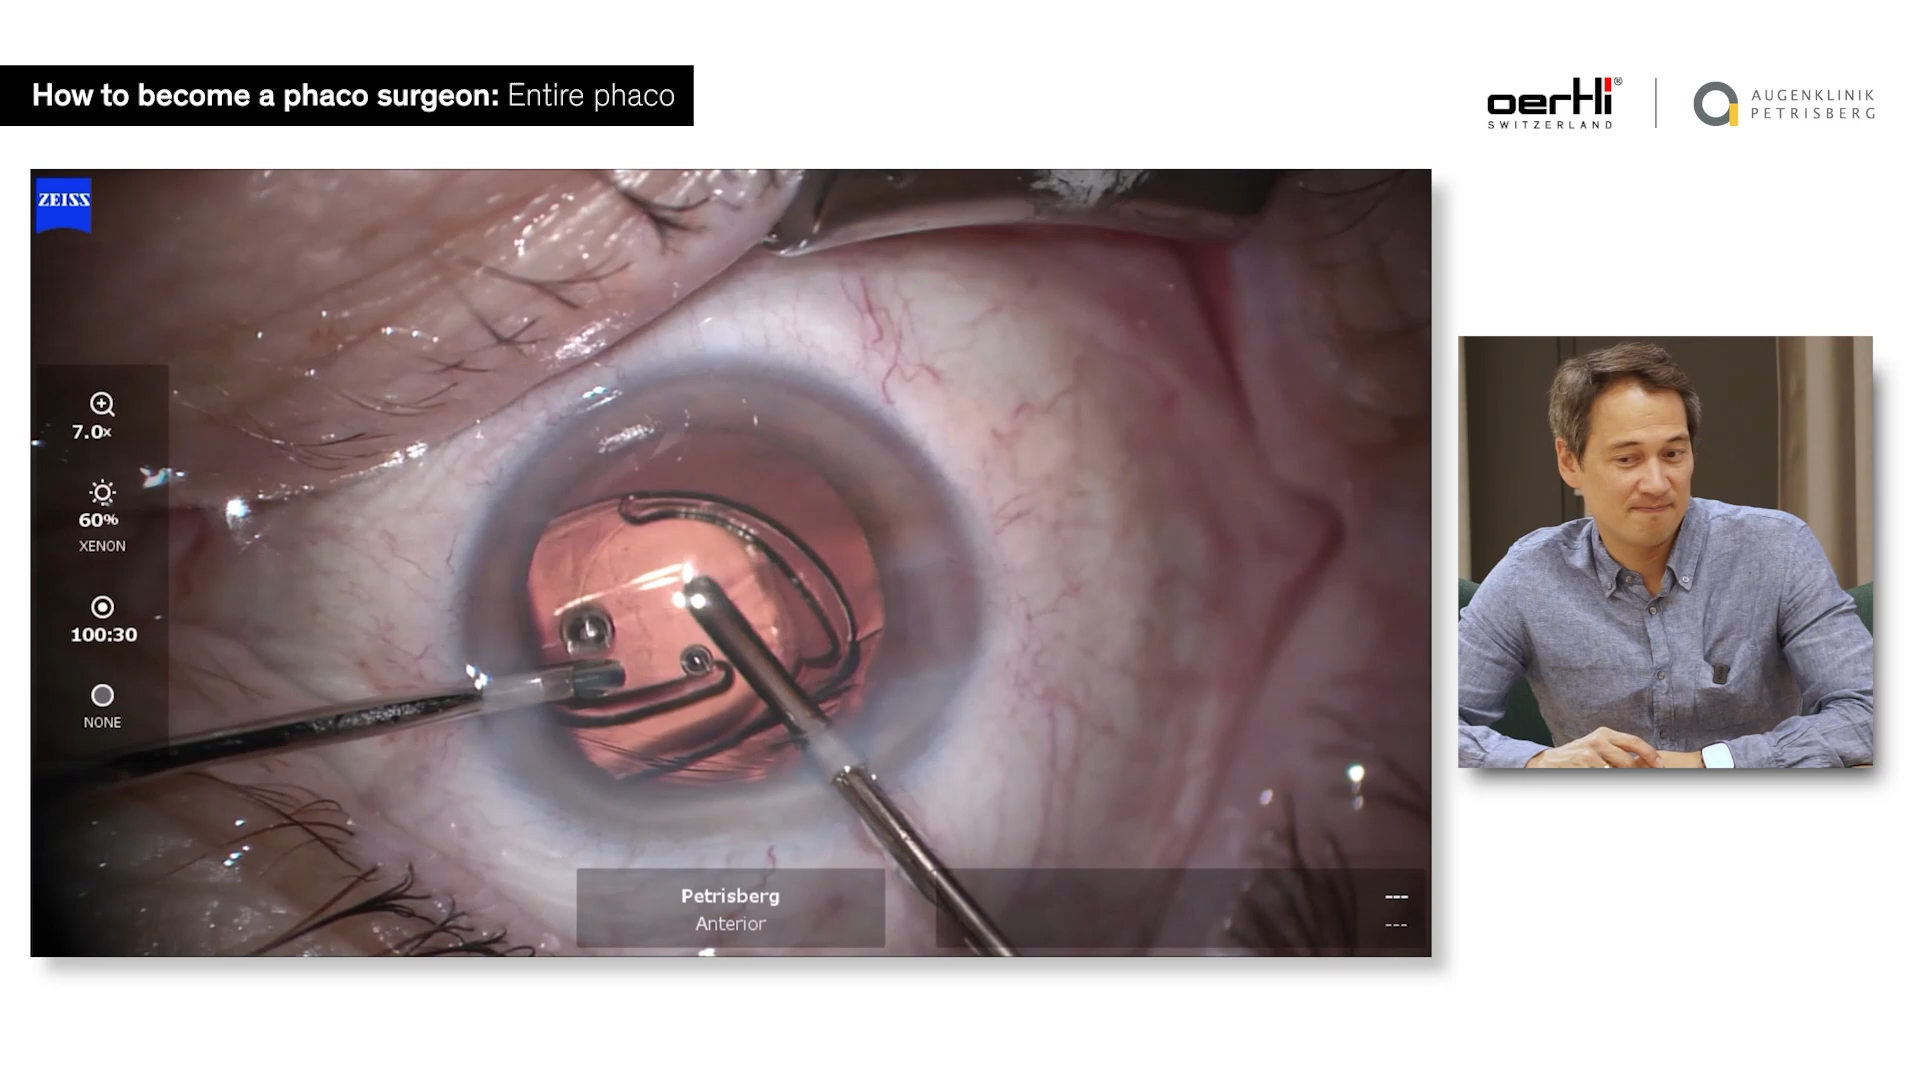 How to become a phaco surgeon: Entire phaco
oertli®
SWITZERLAND
AUGENKLINIK
PETRISBERG
ZEISS
7.0x
60%
XENON
100:30
NONE
Petrisberg
Anterior
---
---